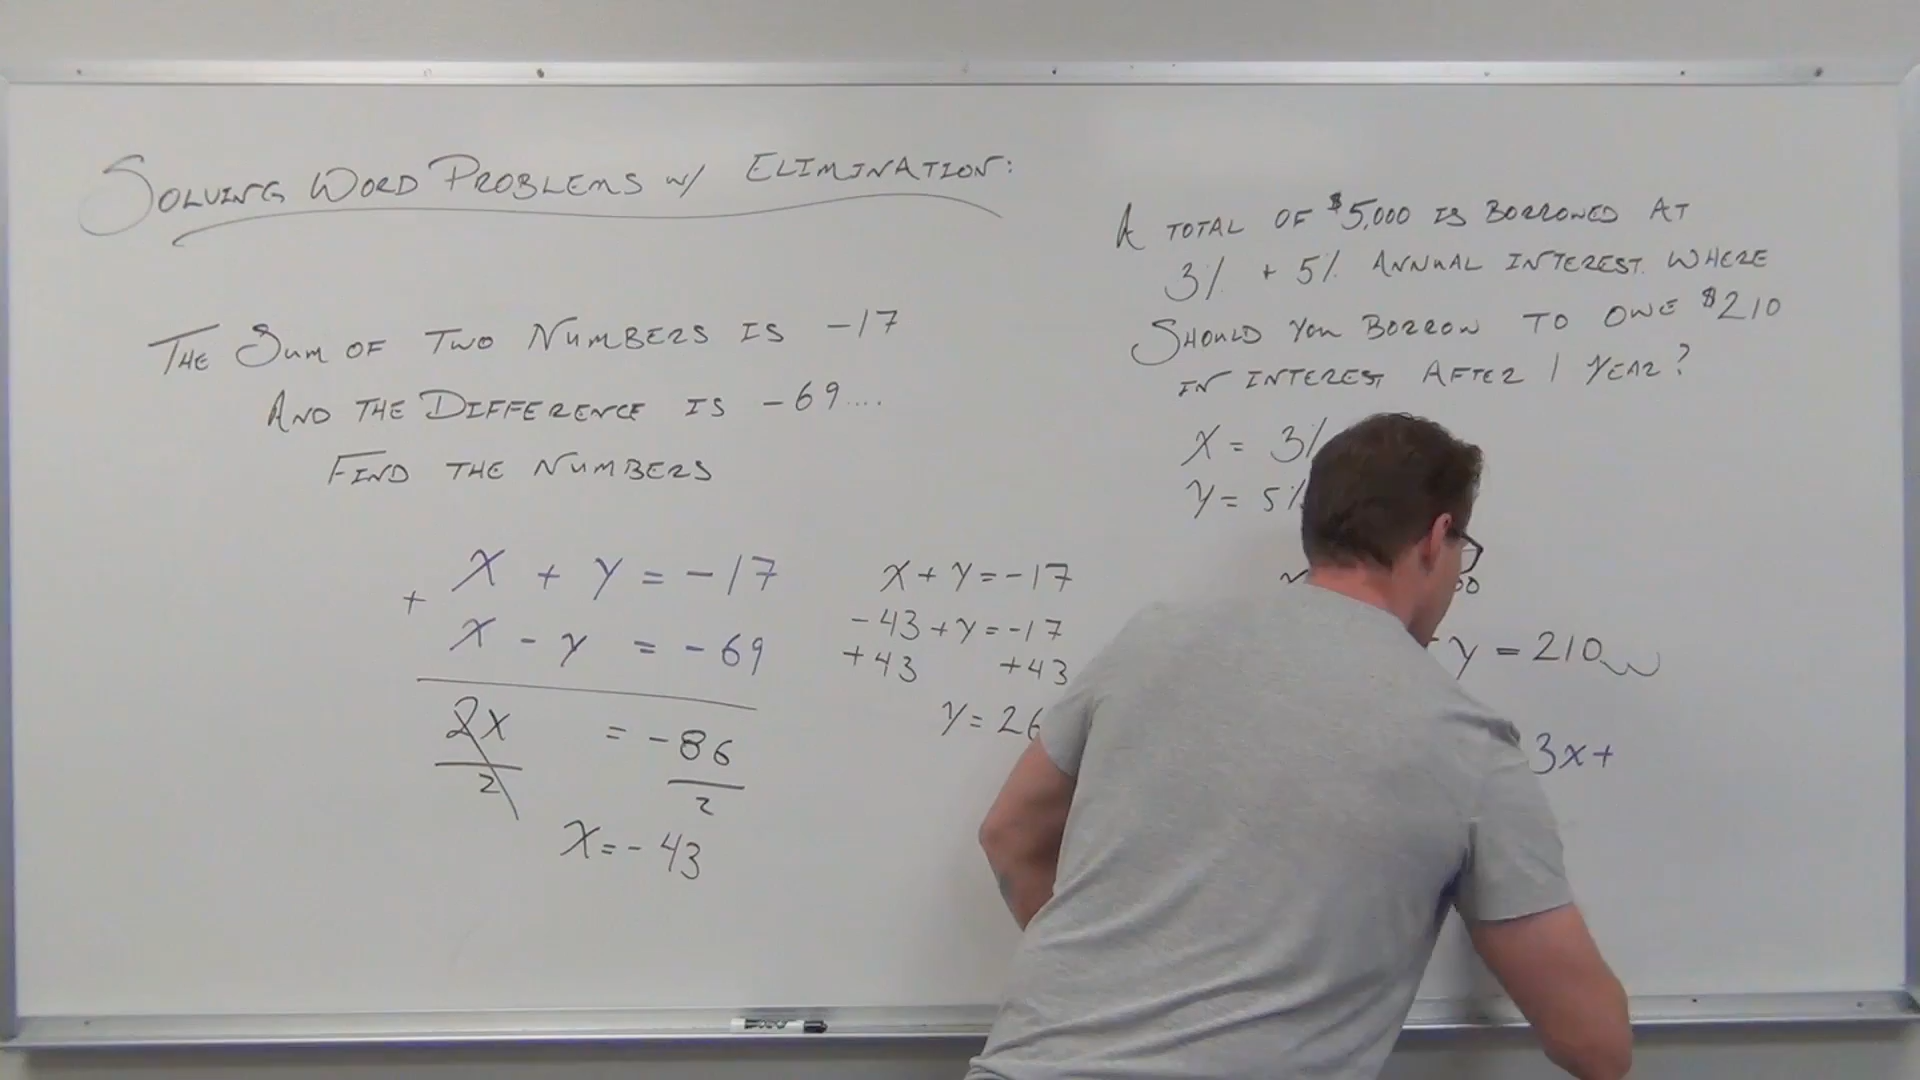 SOLVING WORD PROBLEMS W/ ELIMINATION:
THE SUM OF TWO NUMBERS IS -17
AND THE DIFFERENCE IS -69....
FIND THE NUMBERS
X + Y = -17
+
X - Y = -69
2X = -86
2 2
X = -43
X + Y = -17
-43 + Y = -17
+43 +43
Y = 26
A TOTAL OF $5,000 IS BORROWED AT
3% + 5% ANNUAL INTEREST. WHERE
SHOULD YOU BORROW TO OWE $210
IN INTEREST AFTER 1 YEAR?
X = 3%
Y = 5%
00
Y = 210
3X +